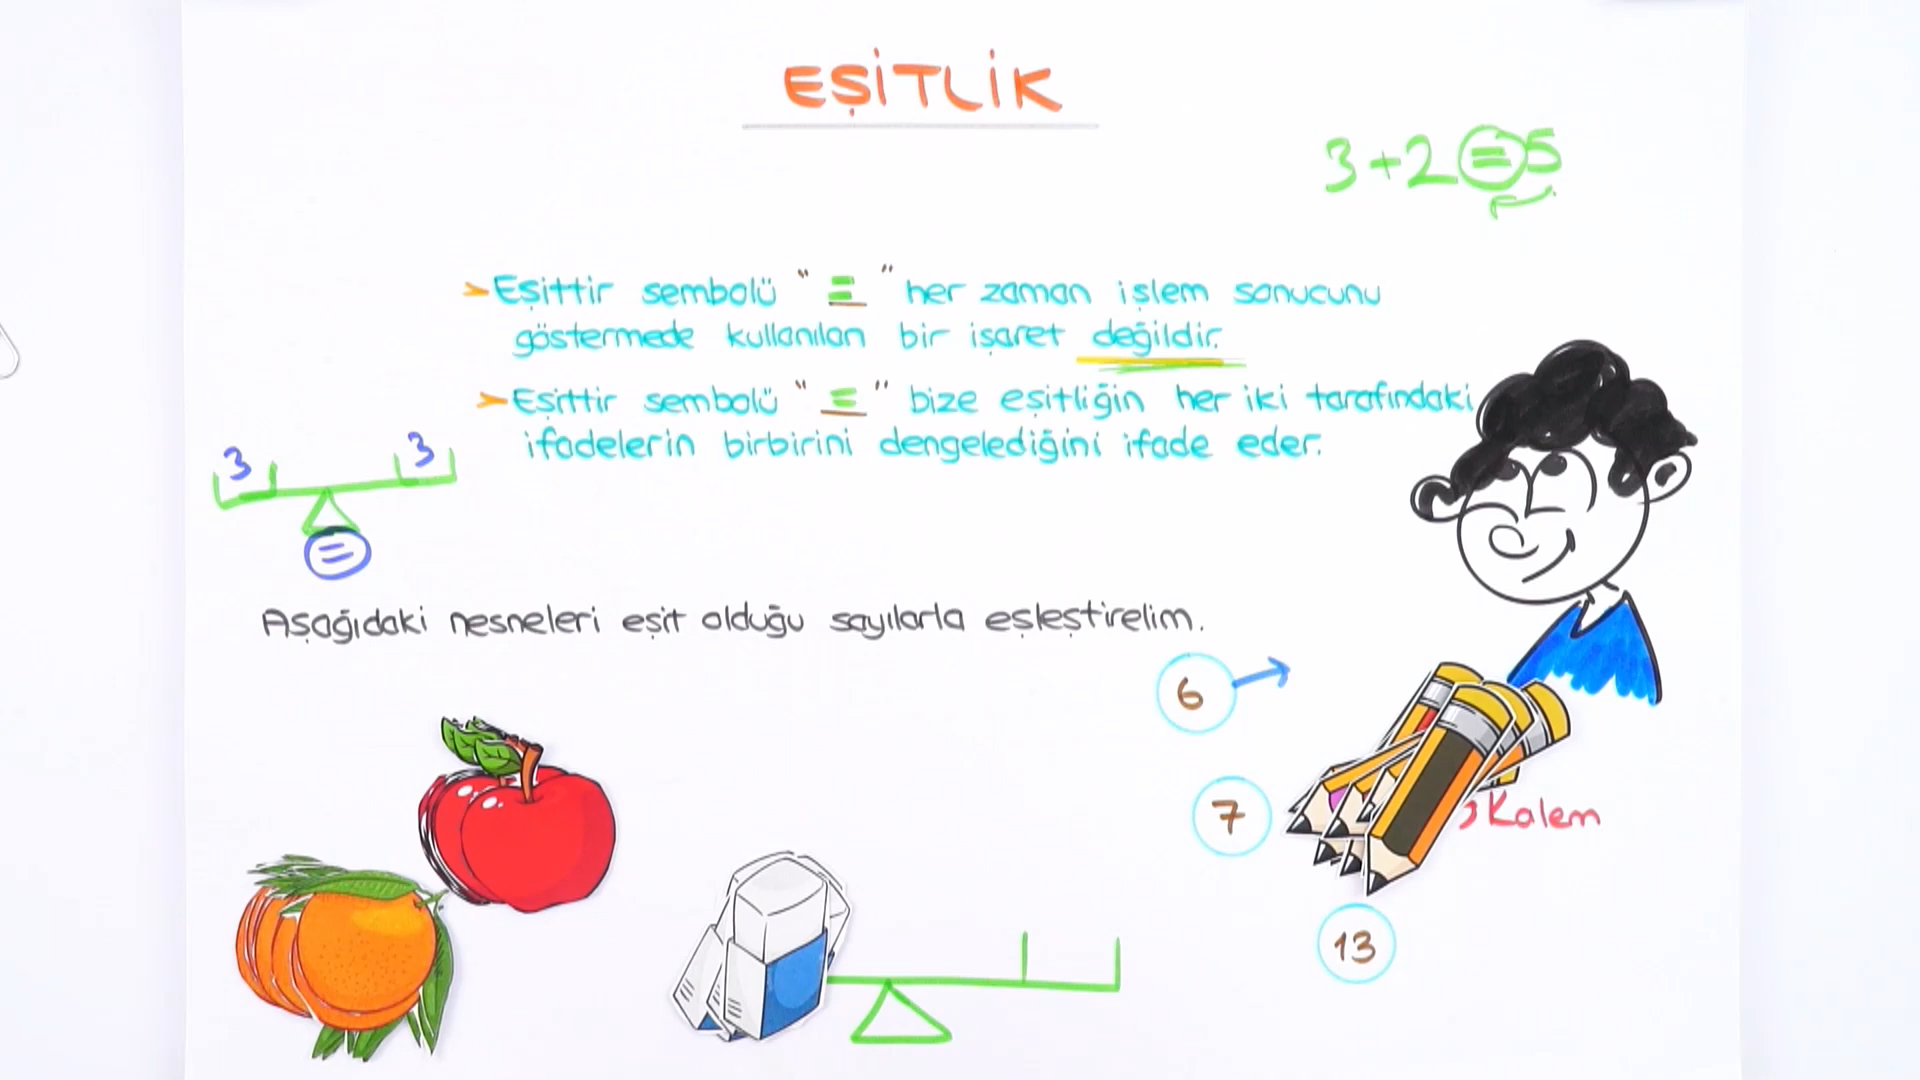 EŞİTLİK
3+2=5
➤Eşittir sembolü "=" her zaman işlem sonucunu
göstermede kullanılan bir işaret değildir.
➤Eşittir sembolü "=" bize eşitliğin her iki tarafındaki
ifadelerin birbirini dengelediğini ifade eder.
3 3
=
Aşağıdaki nesneleri eşit olduğu sayılarla eşleştirelim.
6
7
Kalem
13